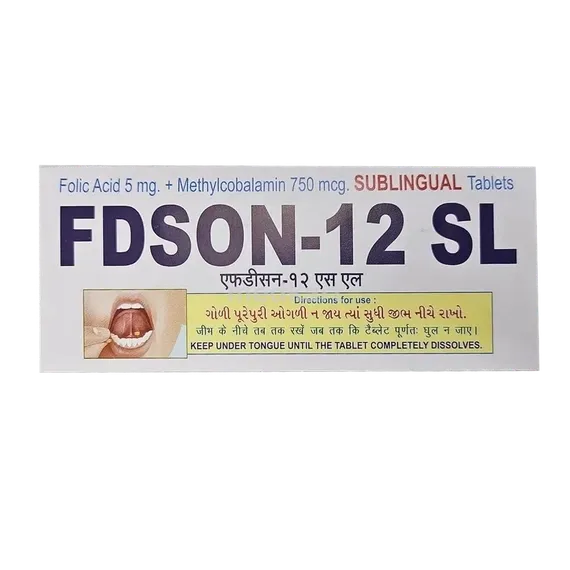 Folic Acid 5 mg. + Methylcobalamin 750 mcg. SUBLINGUAL Tablets
FDSON-12 SL
एफडीसन-१२ एस एल
Directions for use :
ગોળી પૂરેપુરી ઓગળી ન જાય ત્યાં સુધી જીભ નીચે રાખો.
जीभ के नीचे तब तक रखें जब तक कि टैब्लेट पूर्णतः घुल न जाए।
KEEP UNDER TONGUE UNTIL THE TABLET COMPLETELY DISSOLVES.